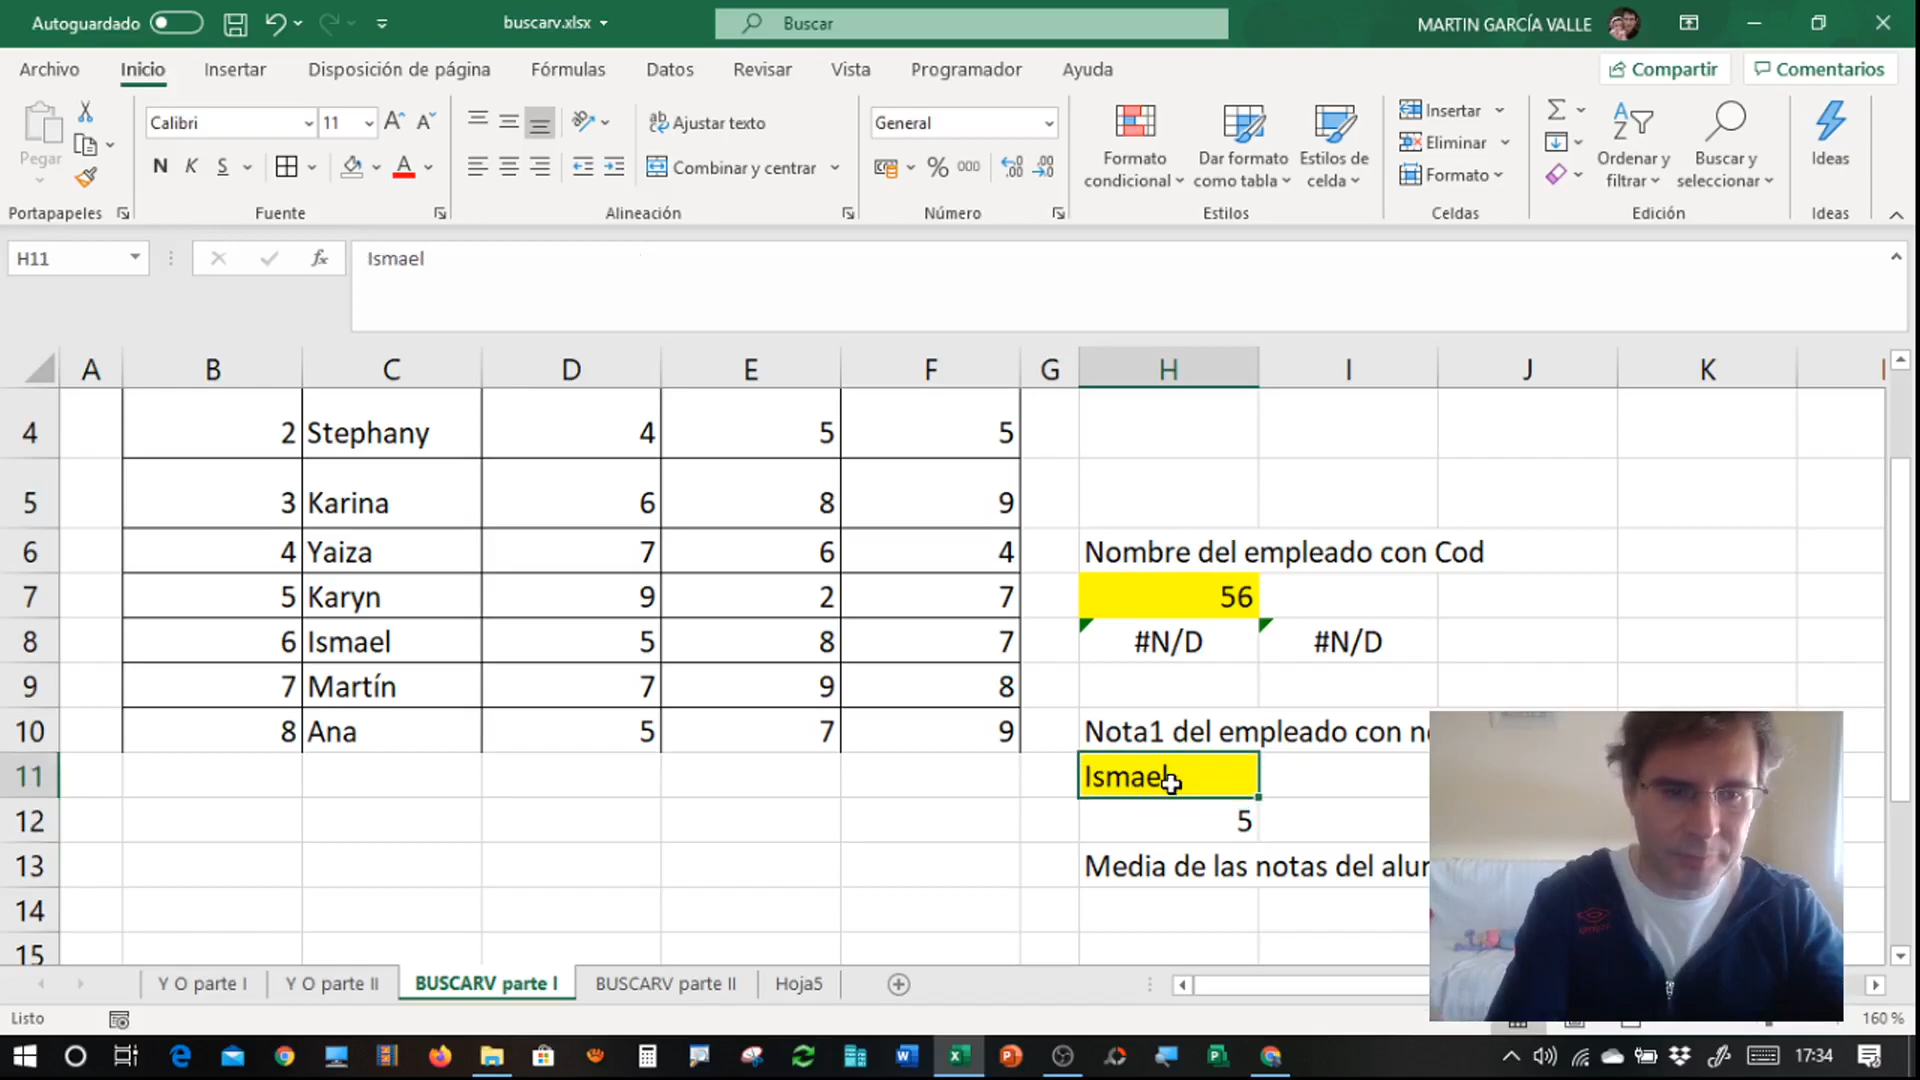 Autoguardado
buscarv.xlsx
Buscar
MARTIN GARCÍA VALLE
Archivo Inicio Insertar Disposición de página Fórmulas Datos Revisar Vista Programador Ayuda Compartir Comentarios
Pegar
Calibri 11
N K S
Ajustar texto
Combinar y centrar
General
% 000
Formato condicional
Dar formato como tabla
Estilos de celda
Insertar
Eliminar
Formato
Ordenar y filtrar
Buscar y seleccionar
Ideas
Portapapeles Fuente Alineación Número Estilos Celdas Edición Ideas
H11 fx Ismael
A B C D E F G H I J K
4 2 Stephany 4 5 5
5 3 Karina 6 8 9
6 4 Yaiza 7 6 4 Nombre del empleado con Cod
7 5 Karyn 9 2 7 56
8 6 Ismael 5 8 7 #N/D #N/D
9 7 Martín 7 9 8
10 8 Ana 5 7 9 Nota1 del empleado con
11 Ismael
12 5
13 Media de las notas del
14
15
Y O parte I Y O parte II BUSCARV parte I BUSCARV parte II Hoja5
Listo 160 %
17:34